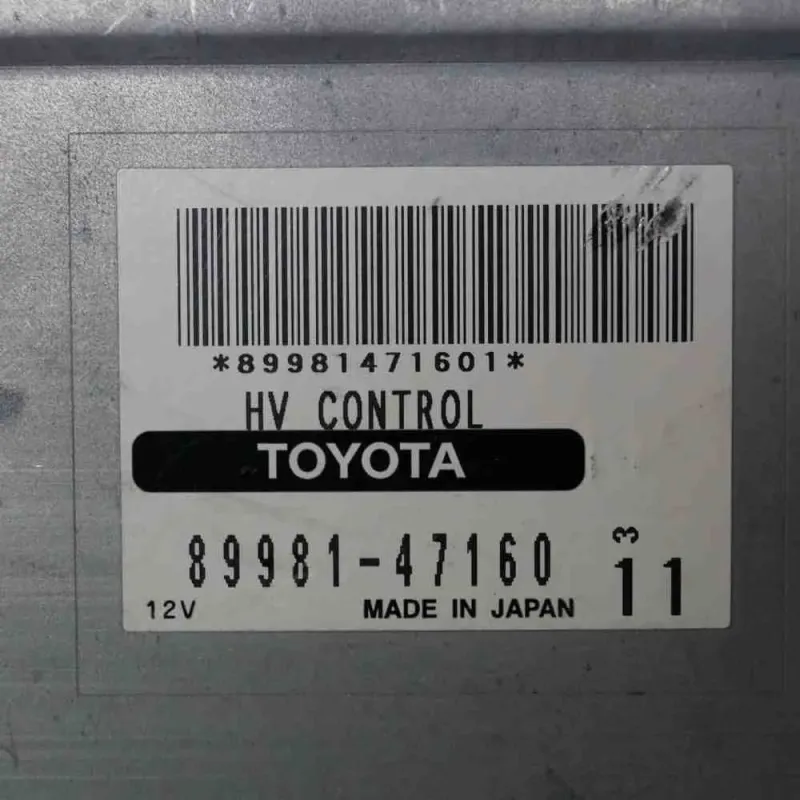 *89981471601*
HV CONTROL
TOYOTA
89981-47160
3
11
12V MADE IN JAPAN